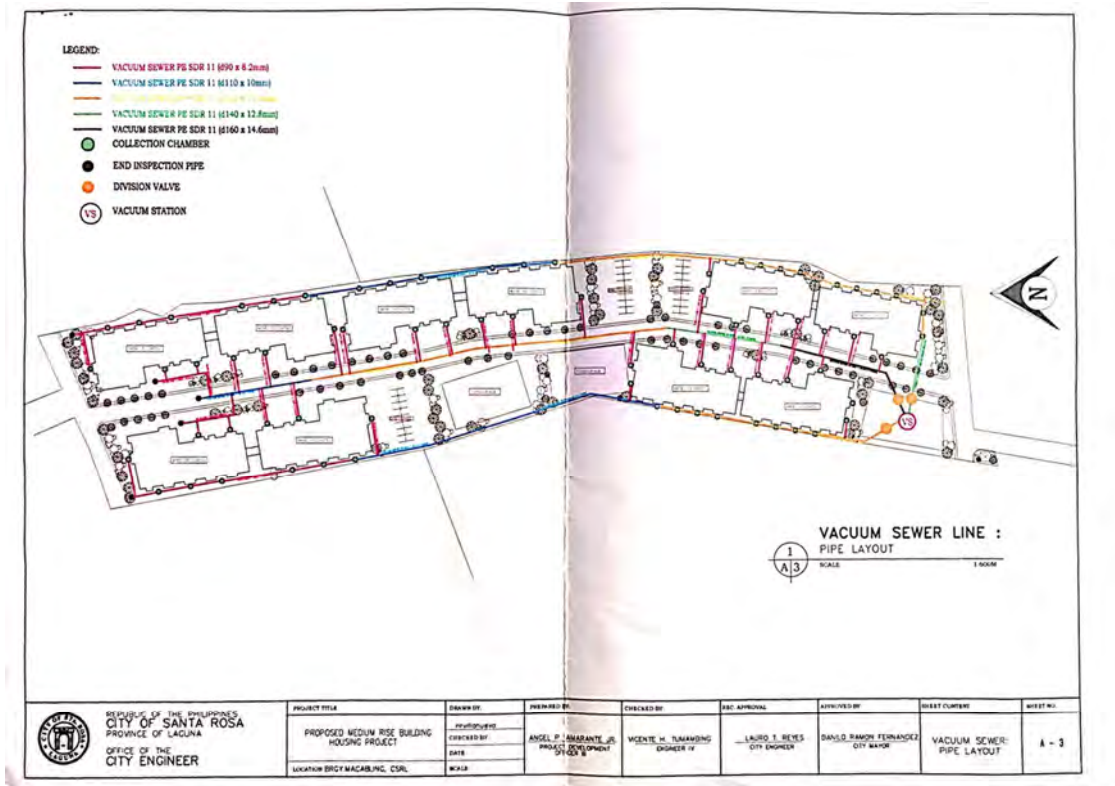 LEGEND:
VACUUM SEWER PE SDR 11 (d90 x 8.2mm)
VACUUM SEWER PE SDR 11 (d110 x 10mm)
VACUUM SEWER PE SDR 11 (d140 x 12.8mm)
VACUUM SEWER PE SDR 11 (d160 x 14.6mm)
COLLECTION CHAMBER
END INSPECTION PIPE
DIVISION VALVE
VS VACUUM STATION
N
VS
1
A 3
VACUUM SEWER LINE :
PIPE LAYOUT
SCALE
REPUBLIC OF THE PHILIPPINES
CITY OF SANTA ROSA
PROVINCE OF LAGUNA
OFFICE OF THE
CITY ENGINEER
PROJECT TITLE
PROPOSED MEDIUM RISE BUILDING
HOUSING PROJECT
LOCATION BRGY.MACABLING, CSRL
DRAWN BY:
CHECKED BY
DATE
SCALE
PREPARED BY
ANGEL P. AMARANTE JR.
PROJECT DEVELOPMENT
CHECKED BY:
VICENTE H. TUMAMBING
ENGINEER IV
REC. APPROVAL
LAURO T. REYES
CITY ENGINEER
APPROVED BY
DANILO RAMON FERNANDEZ
CITY MAYOR
SHEET CONTENT
VACUUM SEWER:
PIPE LAYOUT
SHEET NO.
A - 3